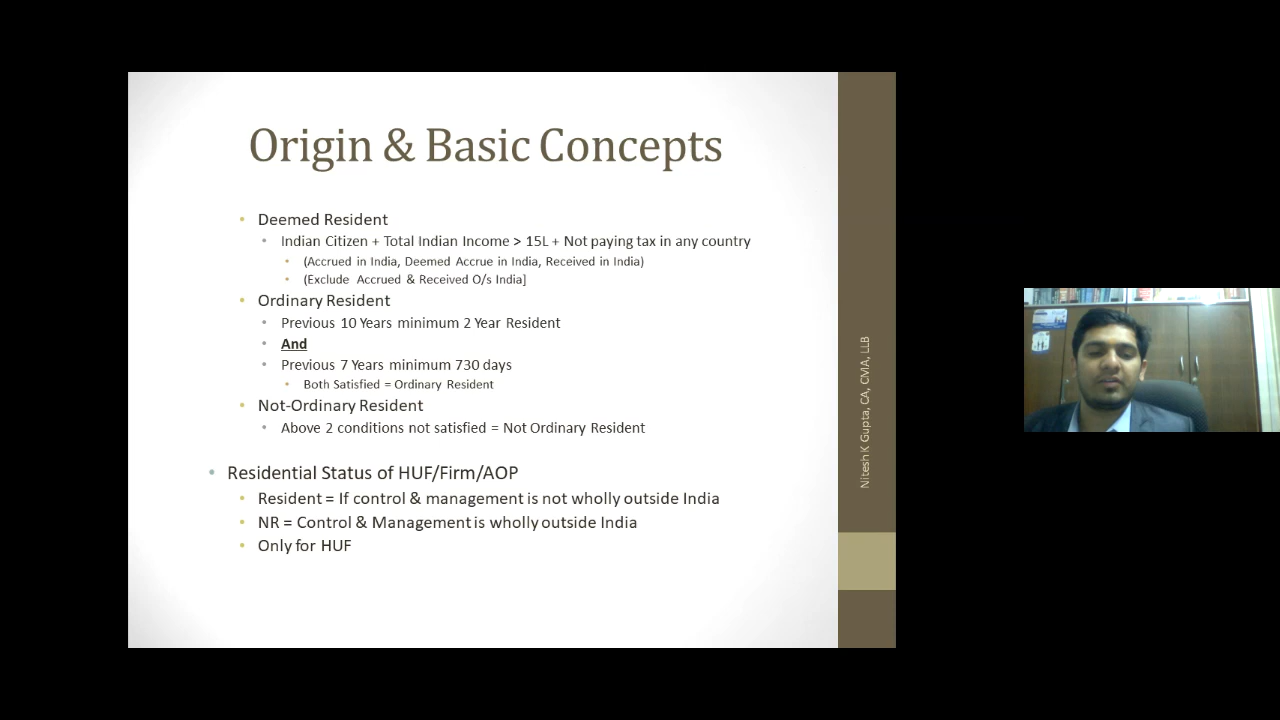 Origin & Basic Concepts
• Deemed Resident
• Indian Citizen + Total Indian Income > 15L + Not paying tax in any country
• (Accrued in India, Deemed Accrue in India, Received in India)
• (Exclude Accrued & Received O/s India]
• Ordinary Resident
• Previous 10 Years minimum 2 Year Resident
• And
• Previous 7 Years minimum 730 days
• Both Satisfied = Ordinary Resident
• Not-Ordinary Resident
• Above 2 conditions not satisfied = Not Ordinary Resident
• Residential Status of HUF/Firm/AOP
• Resident = If control & management is not wholly outside India
• NR = Control & Management is wholly outside India
• Only for HUF
Nitesh K Gupta, CA, CMA, LLB